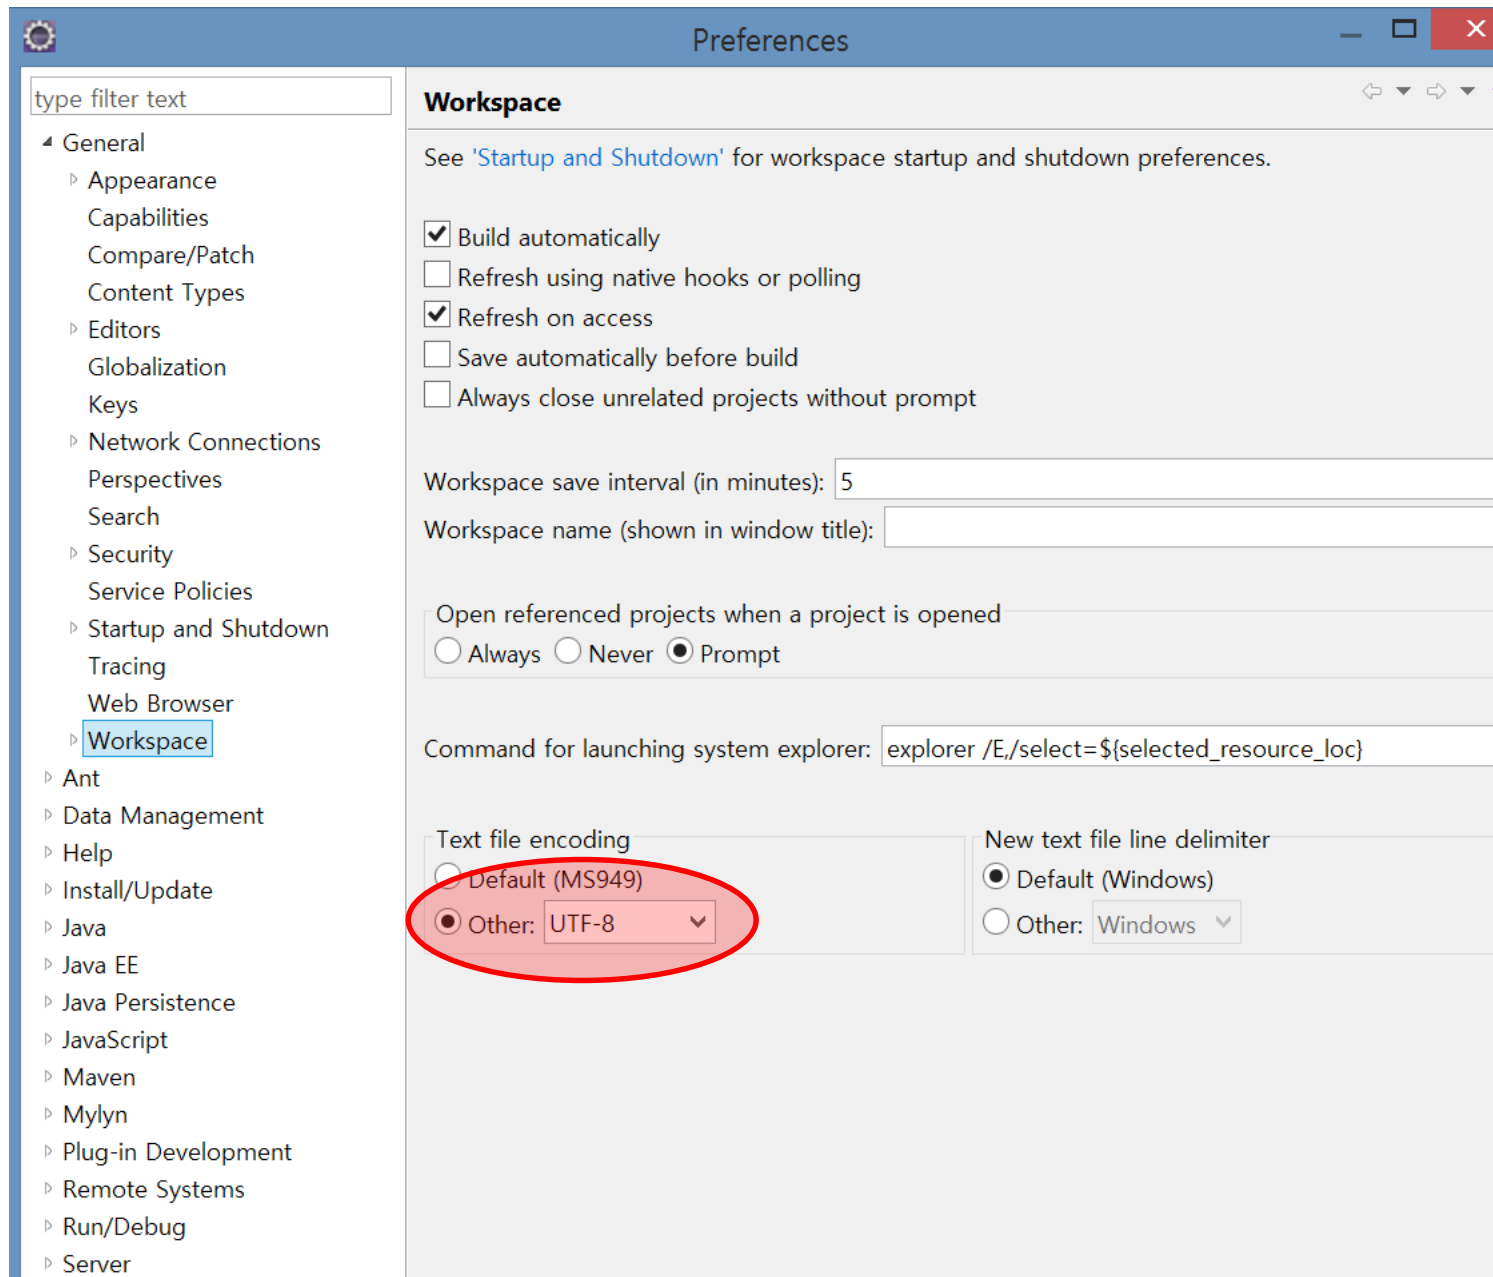 Preferences
type filter text
General
Appearance
Capabilities
Compare/Patch
Content Types
Editors
Globalization
Keys
Network Connections
Perspectives
Search
Security
Service Policies
Startup and Shutdown
Tracing
Web Browser
Workspace
Ant
Data Management
Help
Install/Update
Java
Java EE
Java Persistence
JavaScript
Maven
Mylyn
Plug-in Development
Remote Systems
Run/Debug
Server
Workspace
See 'Startup and Shutdown' for workspace startup and shutdown preferences.
Build automatically
Refresh using native hooks or polling
Refresh on access
Save automatically before build
Always close unrelated projects without prompt
Workspace save interval (in minutes): 5
Workspace name (shown in window title):
Open referenced projects when a project is opened
Always Never Prompt
Command for launching system explorer: explorer /E,/select=${selected_resource_loc}
Text file encoding
Default (MS949)
Other: UTF-8
New text file line delimiter
Default (Windows)
Other: Windows